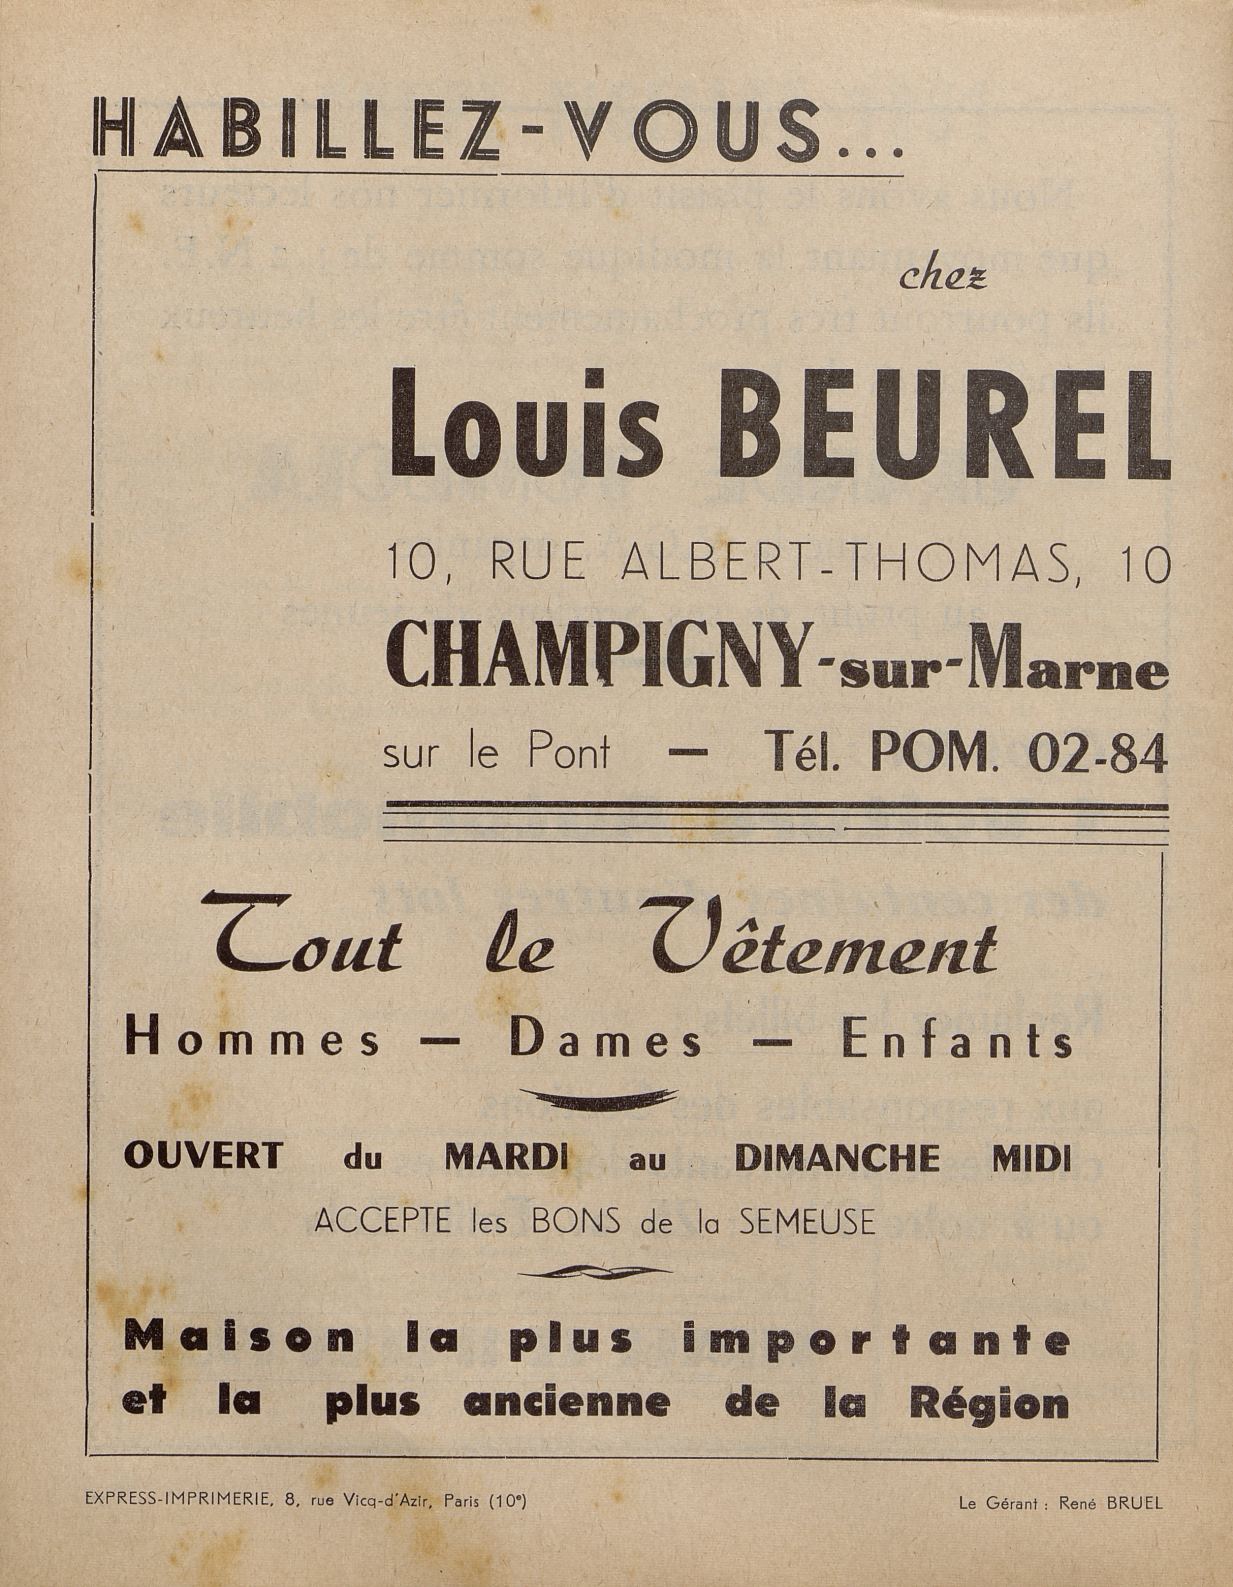 HABILLEZ-VOUS...
chez
Louis BEUREL
10, RUE ALBERT-THOMAS, 10
CHAMPIGNY-sur-Marne
sur le Pont — Tél. POM. 02-84
Tout le Vêtement
Hommes — Dames — Enfants
OUVERT du MARDI au DIMANCHE MIDI
ACCEPTE les BONS de la SEMEUSE
Maison la plus importante
et la plus ancienne de la Région
EXPRESS-IMPRIMERIE, 8, rue Vicq-d'Azir, Paris (10e)
Le Gérant : René BRUEL